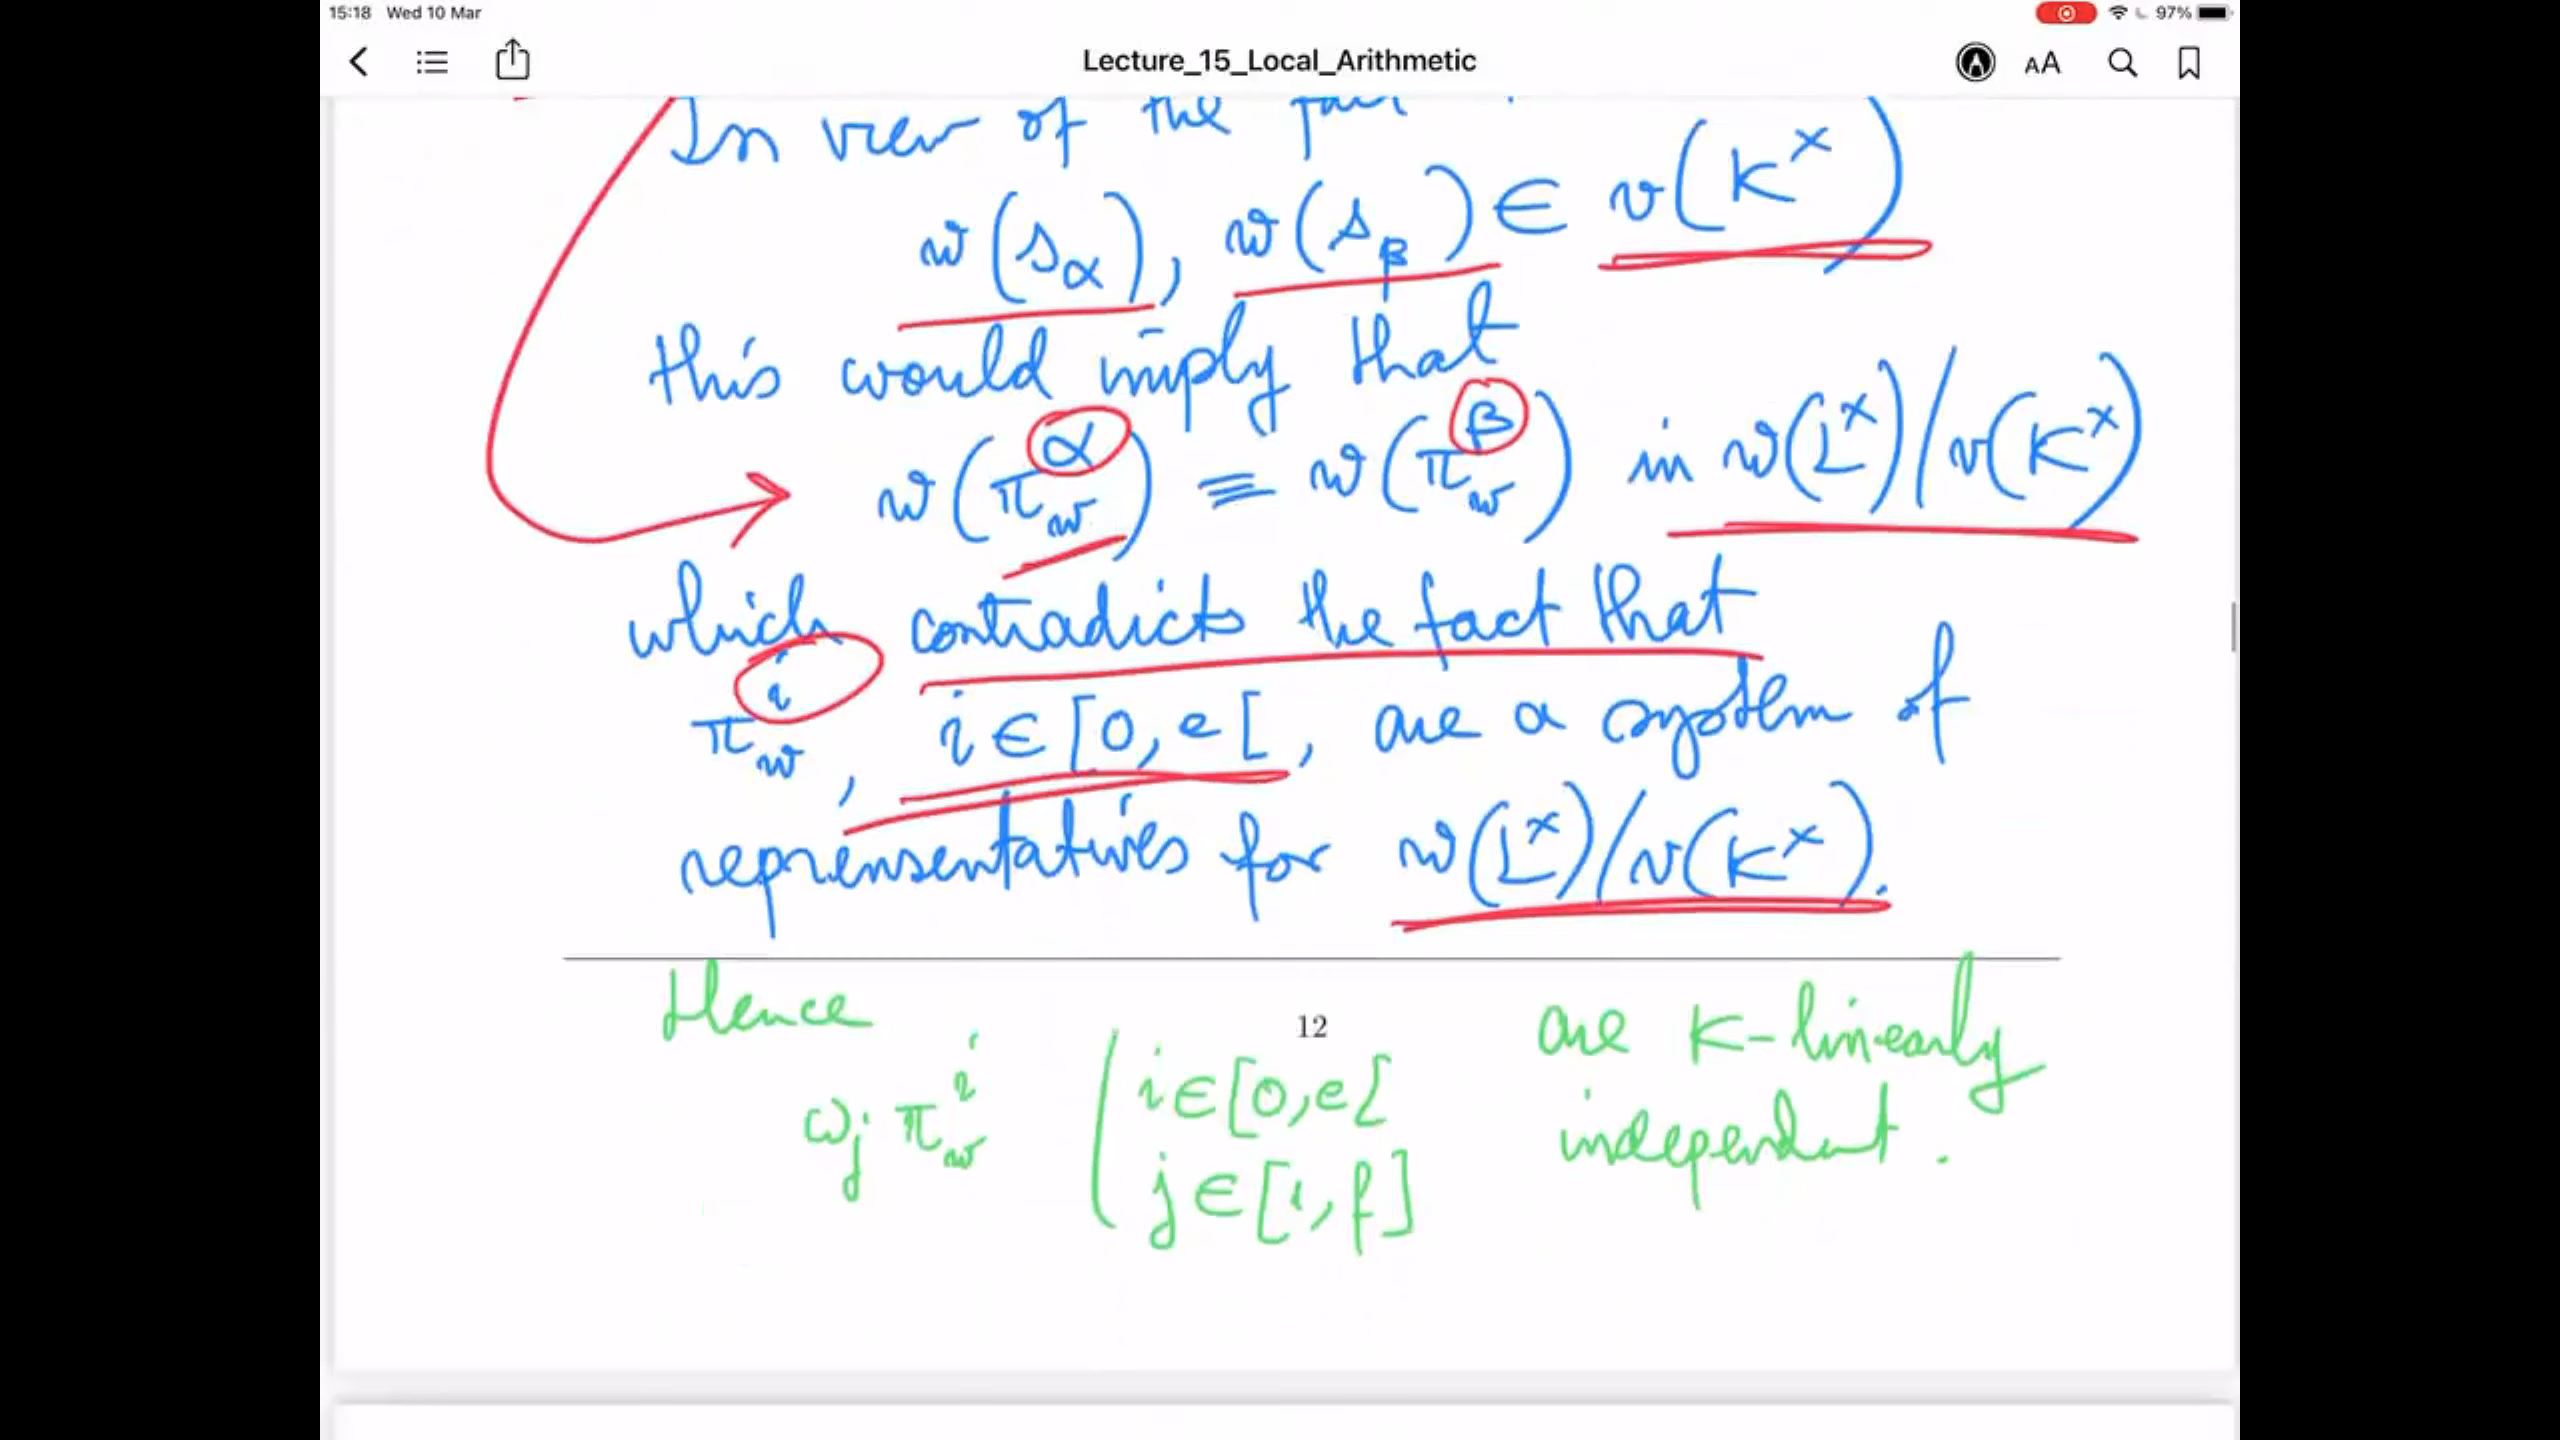 15:18 Wed 10 Mar 97%
Lecture_15_Local_Arithmetic
AA
In view of the fact
w(s_α), w(s_β) ∈ v(K^×)
this would imply that
w(π_w^α) ≡ w(π_w^β) in w(L^×)/v(K^×)
which contradicts the fact that
π_w^i, i ∈ [0, e[, are a system of
reprensentatives for w(L^×)/v(K^×).
Hence
12
ω_j π_w^i ( i ∈ [0, e[ are K-linearly
j ∈ [1, f] independent.